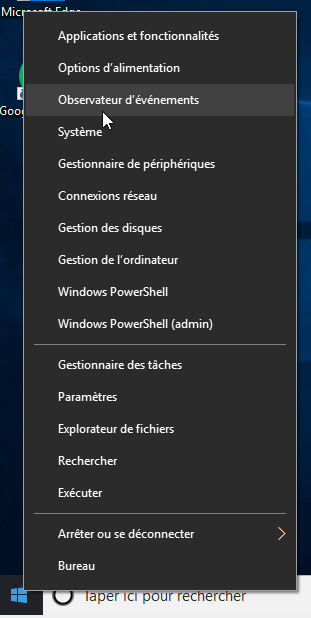 Microsoft Edge
Applications et fonctionnalités
Options d'alimentation
Goo
Observateur d'événements
Système
Gestionnaire de périphériques
Connexions réseau
Gestion des disques
Gestion de l'ordinateur
Windows PowerShell
Windows PowerShell (admin)
Gestionnaire des tâches
Paramètres
Explorateur de fichiers
Rechercher
Exécuter
Arrêter ou se déconnecter
Bureau
Taper ici pour rechercher